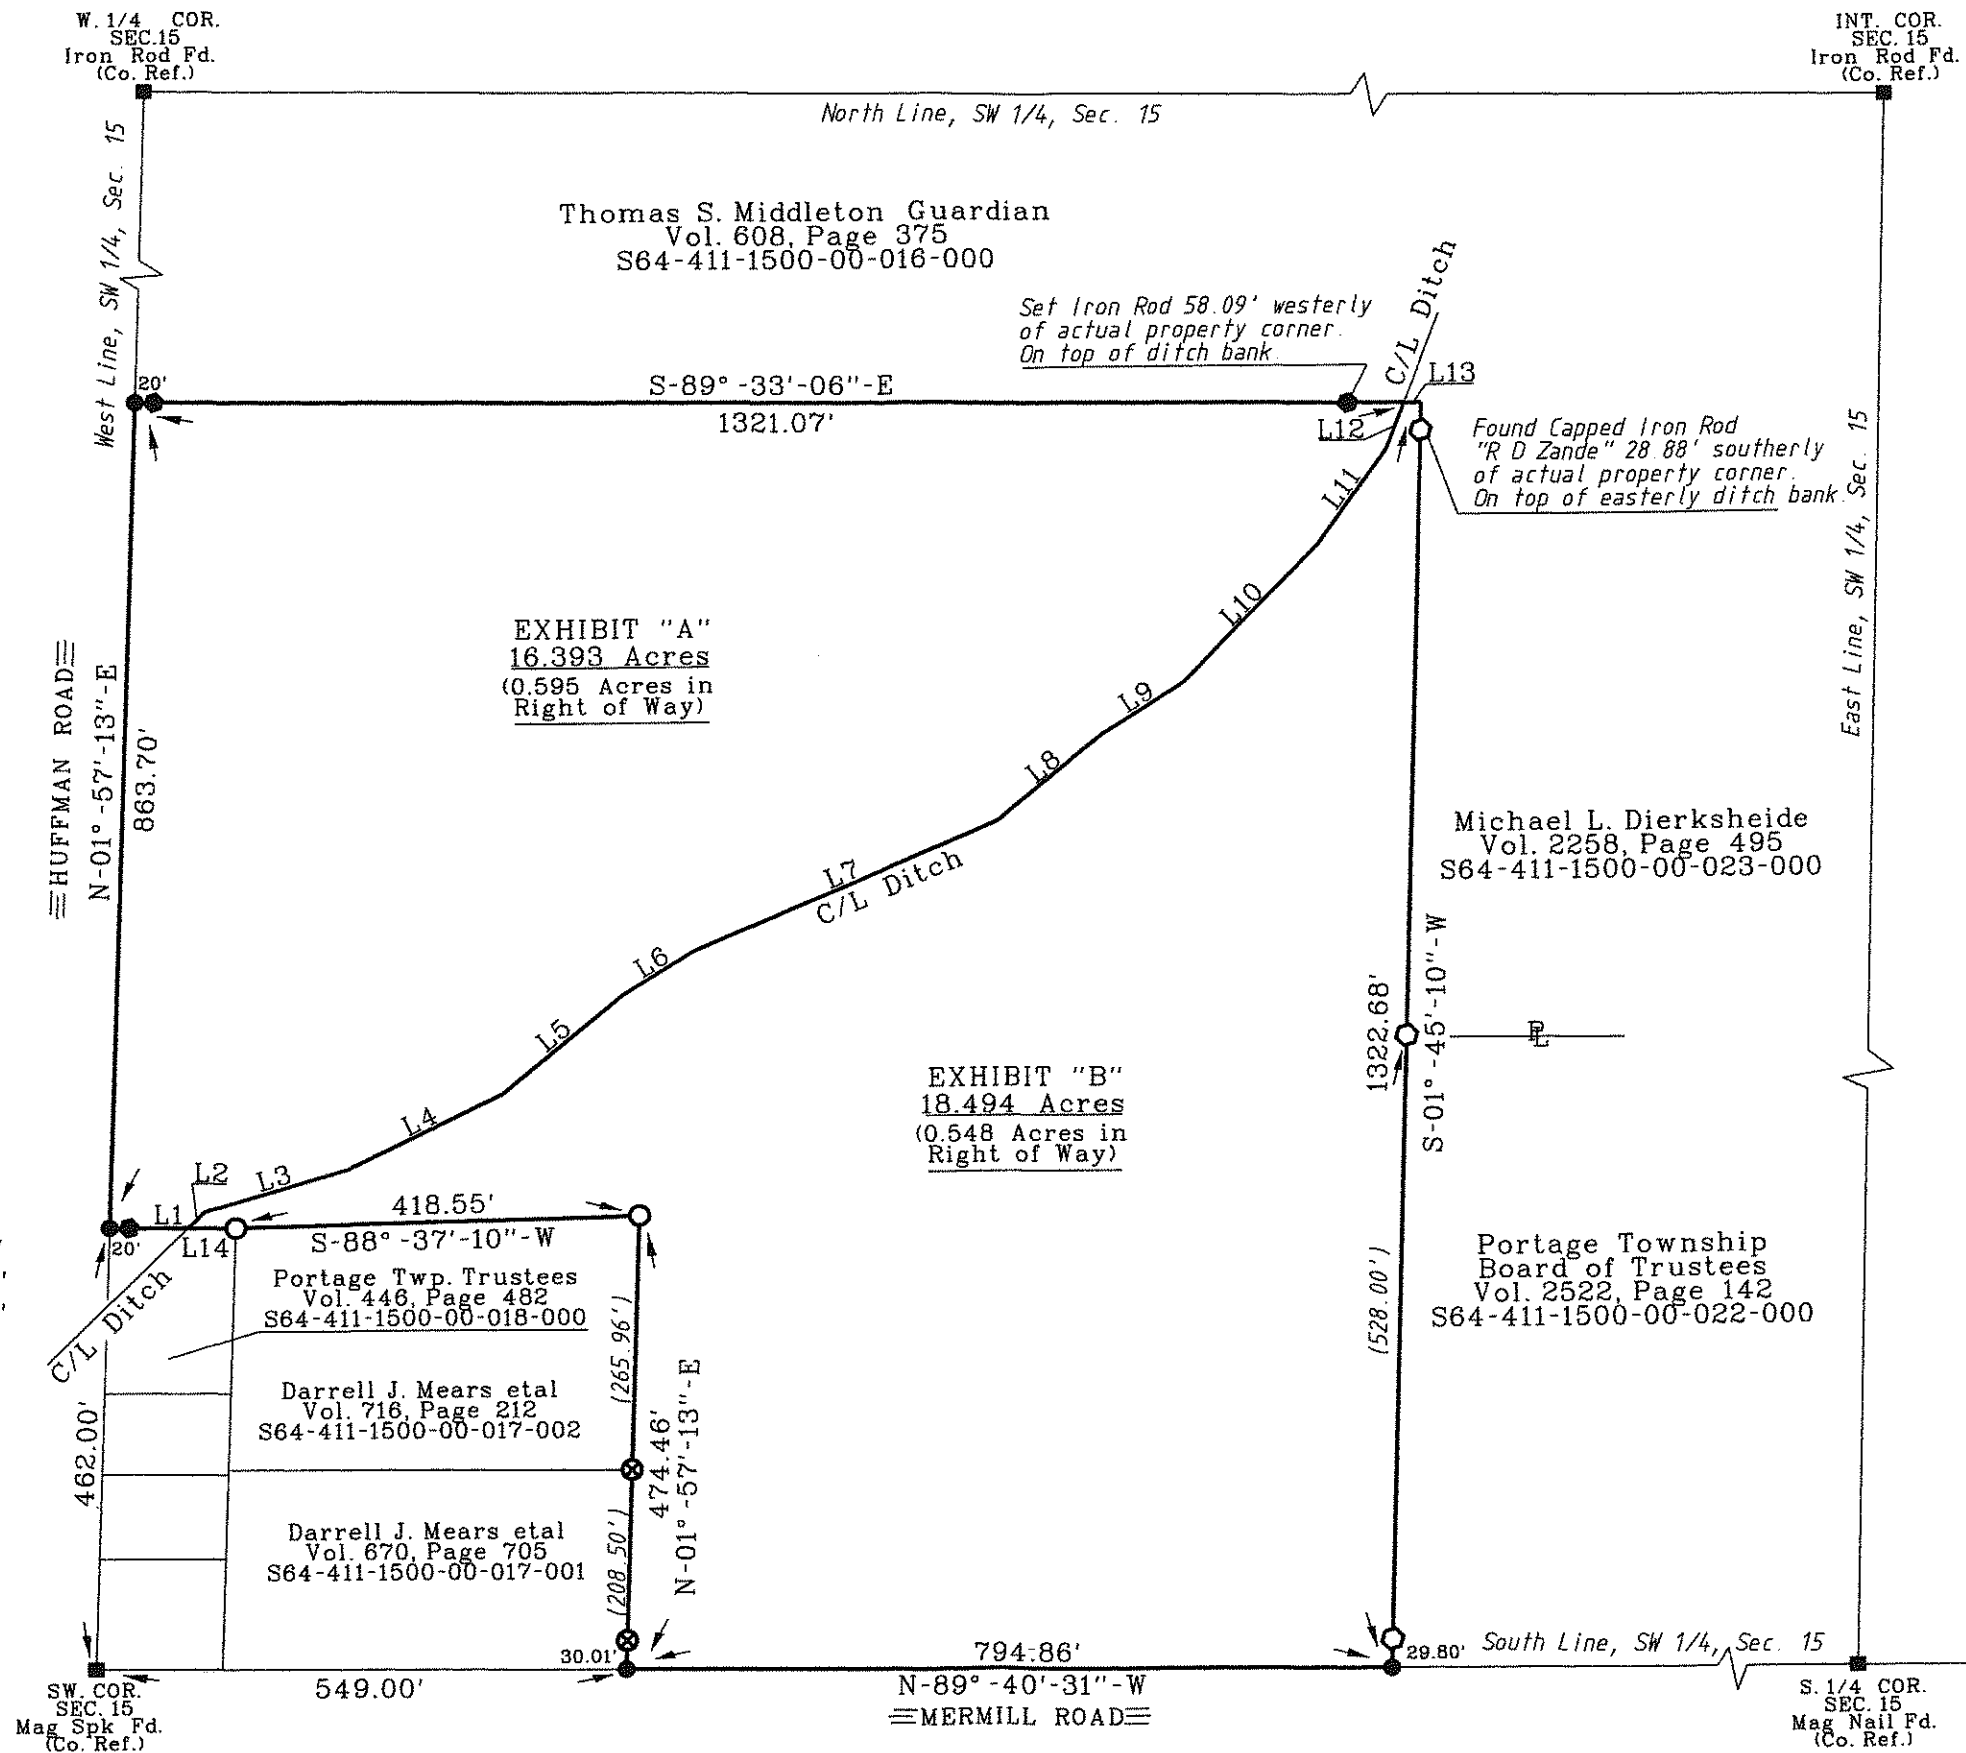 W. 1/4 COR.
SEC.15
Iron Rod Fd.
(Co. Ref.)
INT. COR.
SEC. 15
Iron Rod Fd.
(Co. Ref.)
North Line, SW 1/4, Sec. 15
West Line, SW 1/4, Sec. 15
Thomas S. Middleton Guardian
Vol. 608, Page 375
S64-411-1500-00-016-000
Set Iron Rod 58.09' westerly
of actual property corner.
On top of ditch bank.
C/L Ditch
L13
20'
S-89°-33'-06"-E
1321.07'
L12
Found Capped Iron Rod
"R D Zande" 28.88' southerly
of actual property corner.
On top of easterly ditch bank.
East Line, SW 1/4, Sec. 15
L11
L10
L9
L8
EXHIBIT "A"
16.393 Acres
(0.595 Acres in
Right of Way)
HUFFMAN ROAD
N-01°-57'-13"-E
863.70'
Michael L. Dierksheide
Vol. 2258, Page 495
S64-411-1500-00-023-000
L7
C/L Ditch
L6
L5
L4
1322.68'
S-01°-45'-10"-W
PL
EXHIBIT "B"
18.494 Acres
(0.548 Acres in
Right of Way)
L2
L3
L1
20'
L14
418.55'
S-88°-37'-10"-W
C/L Ditch
Portage Twp. Trustees
Vol. 446, Page 482
S64-411-1500-00-018-000
(265.96')
(528.00')
Portage Township
Board of Trustees
Vol. 2522, Page 142
S64-411-1500-00-022-000
Darrell J. Mears etal
Vol. 716, Page 212
S64-411-1500-00-017-002
462.00'
474.46'
N-01°-57'-13"-E
Darrell J. Mears etal
Vol. 670, Page 705
S64-411-1500-00-017-001
(208.50')
30.01'
794.86'
29.80'
South Line, SW 1/4, Sec. 15
549.00'
N-89°-40'-31"-W
MERMILL ROAD
SW. COR.
SEC. 15
Mag Spk Fd.
(Co. Ref.)
S. 1/4 COR.
SEC. 15
Mag Nail Fd.
(Co. Ref.)